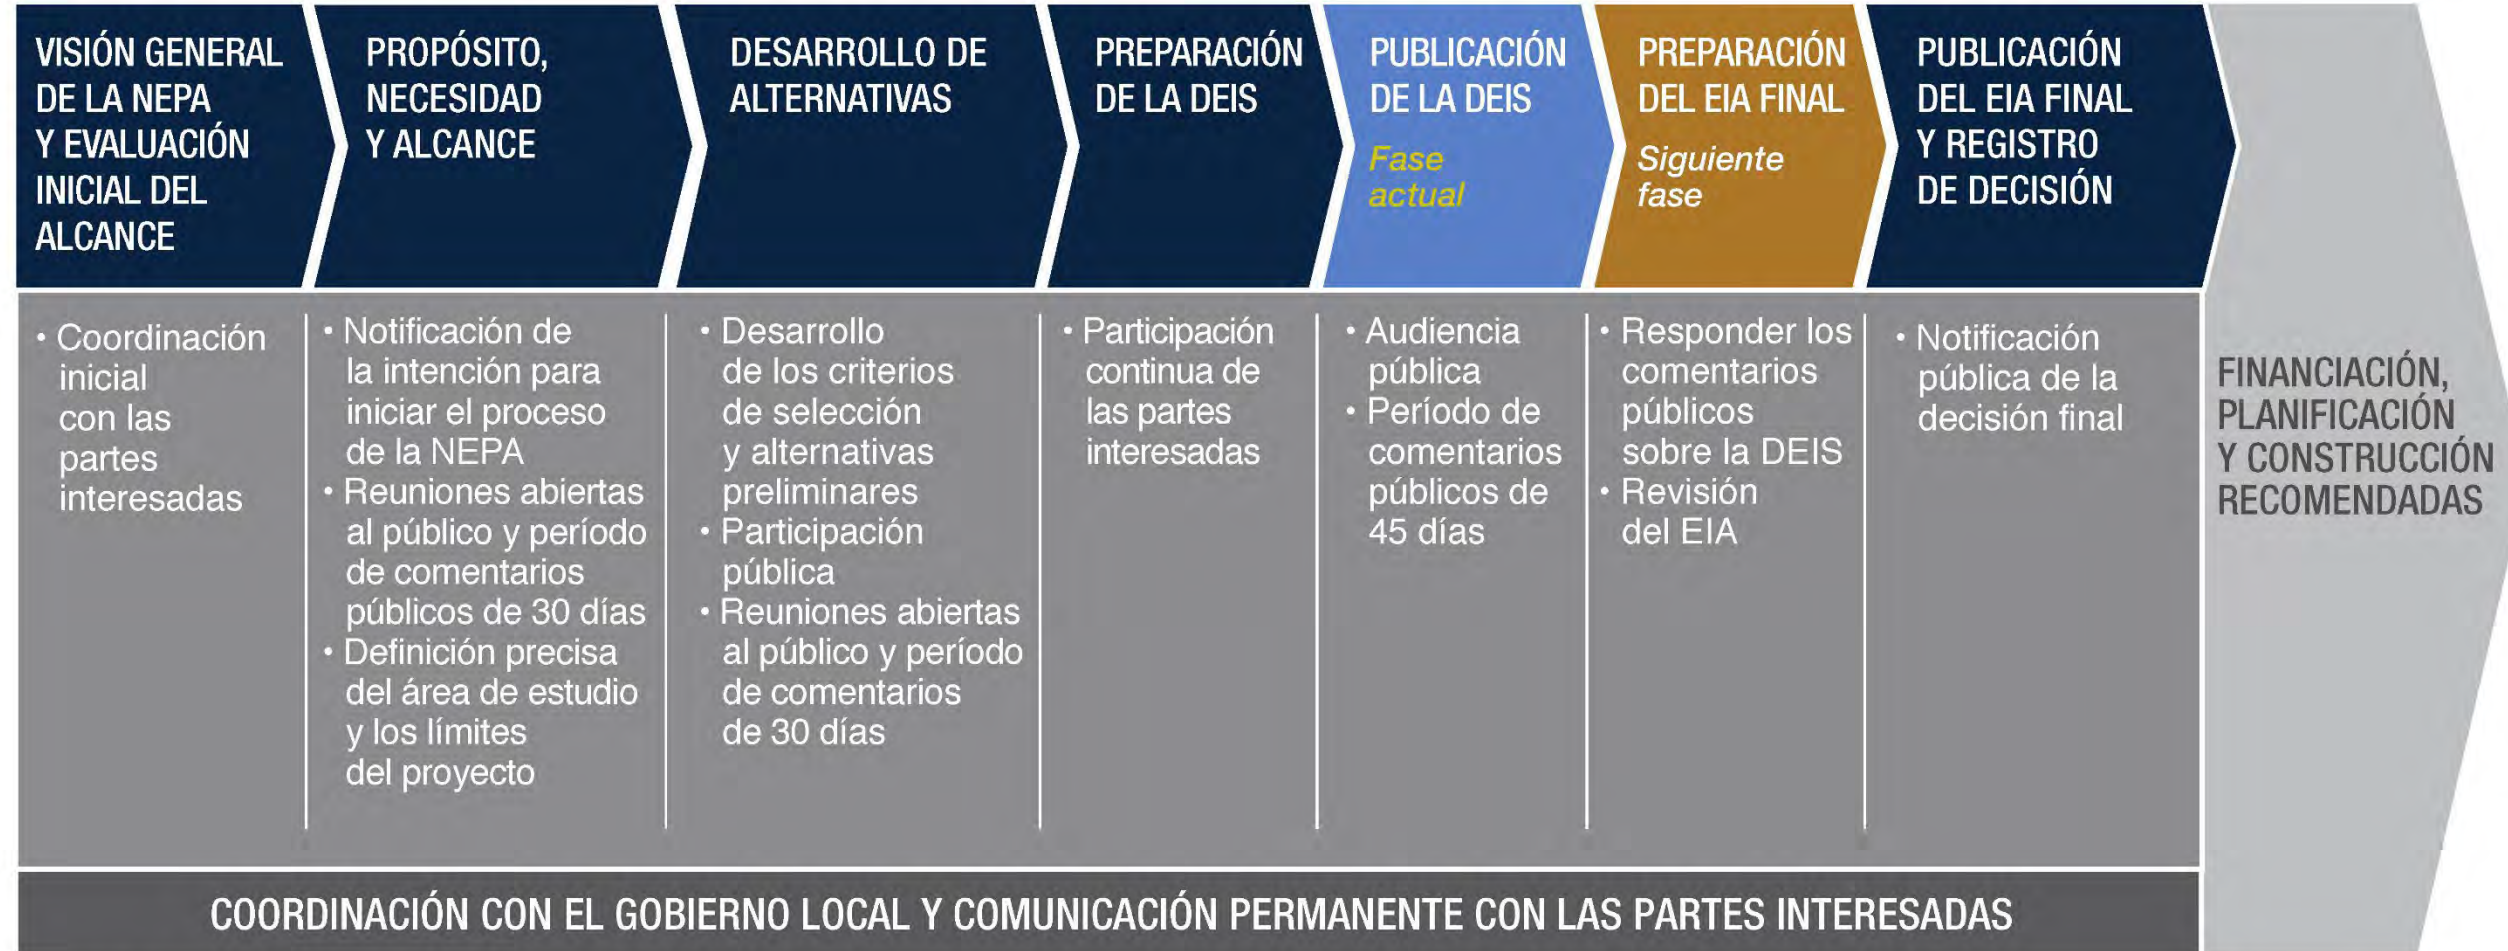 VISIÓN GENERAL
DE LA NEPA
Y EVALUACIÓN
INICIAL DEL
ALCANCE
PROPÓSITO,
NECESIDAD
Y ALCANCE
DESARROLLO DE
ALTERNATIVAS
PREPARACIÓN
DE LA DEIS
PUBLICACIÓN
DE LA DEIS
Fase
actual
PREPARACIÓN
DEL EIA FINAL
Siguiente
fase
PUBLICACIÓN
DEL EIA FINAL
Y REGISTRO
DE DECISIÓN
• Coordinación
inicial
con las
partes
interesadas
• Notificación de
la intención para
iniciar el proceso
de la NEPA
• Reuniones abiertas
al público y período
de comentarios
públicos de 30 días
• Definición precisa
del área de estudio
y los límites
del proyecto
• Desarrollo
de los criterios
de selección
y alternativas
preliminares
• Participación
pública
• Reuniones abiertas
al público y período
de comentarios
de 30 días
• Participación
continua de
las partes
interesadas
• Audiencia
pública
• Período de
comentarios
públicos de
45 días
• Responder los
comentarios
públicos
sobre la DEIS
• Revisión
del EIA
• Notificación
pública de la
decisión final
FINANCIACIÓN,
PLANIFICACIÓN
Y CONSTRUCCIÓN
RECOMENDADAS
COORDINACIÓN CON EL GOBIERNO LOCAL Y COMUNICACIÓN PERMANENTE CON LAS PARTES INTERESADAS